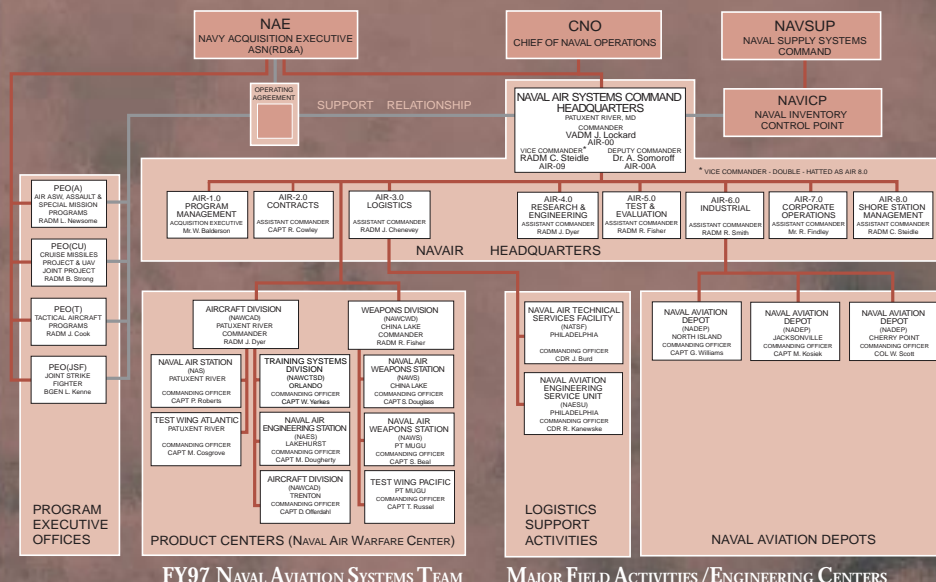 NAE
NAVY ACQUISITION EXECUTIVE
ASN(RD&A)
CNO
CHIEF OF NAVAL OPERATIONS
NAVSUP
NAVAL SUPPLY SYSTEMS
COMMAND
OPERATING
AGREEMENT
SUPPORT RELATIONSHIP
NAVAL AIR SYSTEMS COMMAND
HEADQUARTERS
PATUXENT RIVER, MD
COMMANDER
VADM J. Lockard
AIR-00
VICE COMMANDER* DEPUTY COMMANDER
RADM C. Steidle Dr. A. Somoroff
AIR-09 AIR-00A
NAVICP
NAVAL INVENTORY
CONTROL POINT
* VICE COMMANDER - DOUBLE - HATTED AS AIR 8.0
PEO(A)
AIR ASW, ASSAULT &
SPECIAL MISSION
PROGRAMS
RADM L. Newsome
PEO(CU)
CRUISE MISSILES
PROJECT & UAV
JOINT PROJECT
RADM B. Strong
PEO(T)
TACTICAL AIRCRAFT
PROGRAMS
RADM J. Cook
PEO(JSF)
JOINT STRIKE
FIGHTER
BGEN L. Kenne
PROGRAM
EXECUTIVE
OFFICES
AIR-1.0
PROGRAM
MANAGEMENT
ACQUISITION EXECUTIVE
Mr. W. Balderson
AIR-2.0
CONTRACTS
ASSISTANT COMMANDER
CAPT R. Cowley
AIR-3.0
LOGISTICS
ASSISTANT COMMANDER
RADM J. Chenevey
AIR-4.0
RESEARCH &
ENGINEERING
ASSISTANT COMMANDER
RADM J. Dyer
AIR-5.0
TEST &
EVALUATION
ASSISTANT COMMANDER
RADM R. Fisher
AIR-6.0
INDUSTRIAL
ASSISTANT COMMANDER
RADM R. Smith
AIR-7.0
CORPORATE
OPERATIONS
ASSISTANT COMMANDER
Mr. R. Findley
AIR-8.0
SHORE STATION
MANAGEMENT
ASSISTANT COMMANDER
RADM C. Steidle
NAVAIR HEADQUARTERS
AIRCRAFT DIVISION
(NAWCAD)
PATUXENT RIVER
COMMANDER
RADM J. Dyer
WEAPONS DIVISION
(NAWCWD)
CHINA LAKE
COMMANDER
RADM R. Fisher
NAVAL AIR STATION
(NAS)
PATUXENT RIVER
COMMANDING OFFICER
CAPT P. Roberts
TRAINING SYSTEMS
DIVISION
(NAWCTSD)
ORLANDO
COMMANDING OFFICER
CAPT W. Yerkes
NAVAL AIR
WEAPONS STATION
(NAWS)
CHINA LAKE
COMMANDING OFFICER
CAPT S. Douglass
TEST WING ATLANTIC
PATUXENT RIVER
COMMANDING OFFICER
CAPT M. Cosgrove
NAVAL AIR
ENGINEERING STATION
(NAES)
LAKEHURST
COMMANDING OFFICER
CAPT M. Dougherty
NAVAL AIR
WEAPONS STATION
(NAWS)
PT MUGU
COMMANDING OFFICER
CAPT S. Beal
AIRCRAFT DIVISION
(NAWCAD)
TRENTON
COMMANDING OFFICER
CAPT D. Offerdahl
TEST WING PACIFIC
PT MUGU
COMMANDING OFFICER
CAPT T. Russel
PRODUCT CENTERS (NAVAL AIR WARFARE CENTER)
NAVAL AIR TECHNICAL
SERVICES FACILITY
(NATSF)
PHILADELPHIA
COMMANDING OFFICER
CDR J. Burd
NAVAL AVIATION
ENGINEERING
SERVICE UNIT
(NAESU)
PHILADELPHIA
COMMANDING OFFICER
CDR R. Kanewske
LOGISTICS
SUPPORT
ACTIVITIES
NAVAL AVIATION
DEPOT
(NADEP)
NORTH ISLAND
COMMANDING OFFICER
CAPT G. Williams
NAVAL AVIATION
DEPOT
(NADEP)
JACKSONVILLE
COMMANDING OFFICER
CAPT M. Kosiek
NAVAL AVIATION
DEPOT
(NADEP)
CHERRY POINT
COMMANDING OFFICER
COL W. Scott
NAVAL AVIATION DEPOTS
FY97 NAVAL AVIATION SYSTEMS TEAM MAJOR FIELD ACTIVITIES/ENGINEERING CENTERS